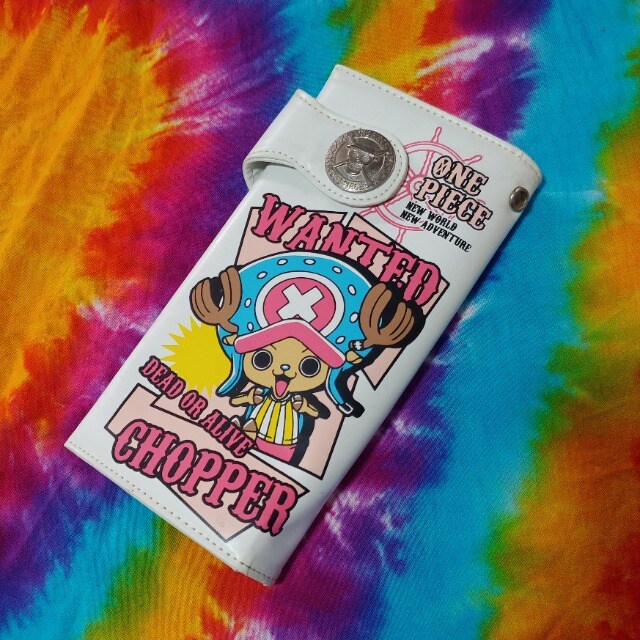 ONE
PIECE
NEW WORLD
NEW ADVENTURE
WANTED
DEAD OR ALIVE
CHOPPER